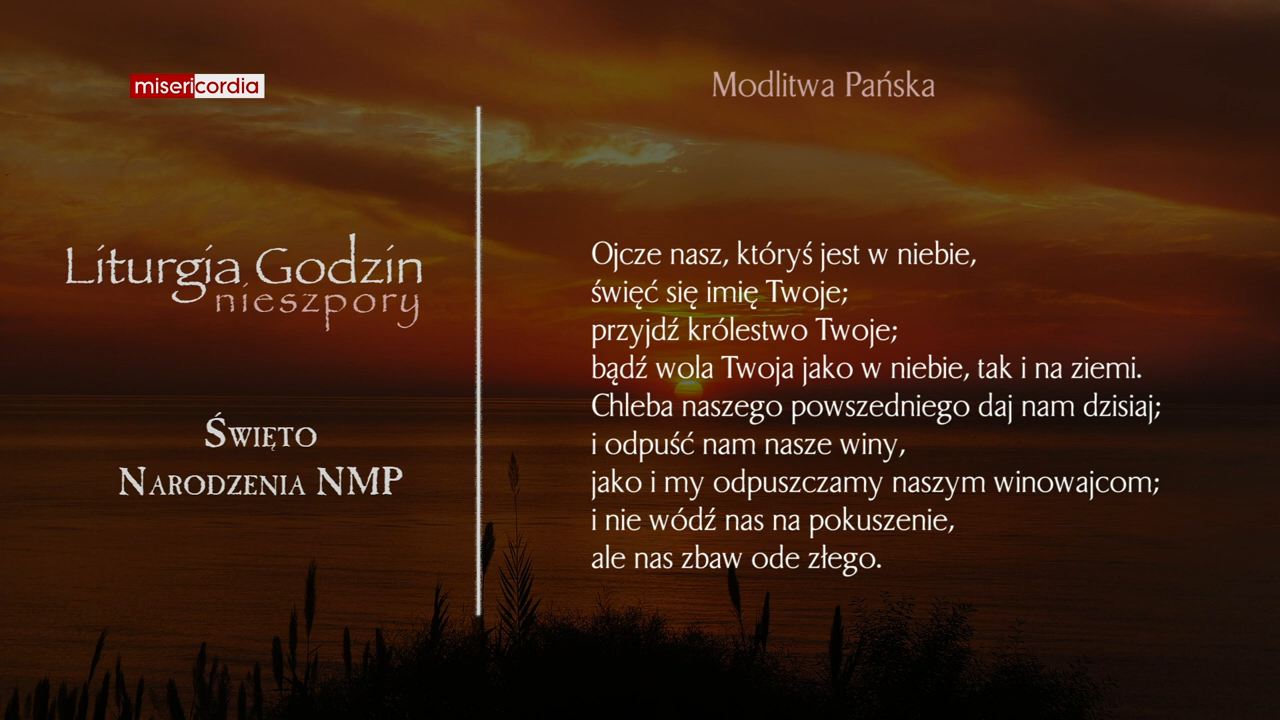 misericordia
Liturgia Godzin
nieszpory
Święto
Narodzenia NMP
Modlitwa Pańska
Ojcze nasz, któryś jest w niebie,
święć się imię Twoje;
przyjdź królestwo Twoje;
bądź wola Twoja jako w niebie, tak i na ziemi.
Chleba naszego powszedniego daj nam dzisiaj;
i odpuść nam nasze winy,
jako i my odpuszczamy naszym winowajcom;
i nie wódź nas na pokuszenie,
ale nas zbaw ode złego.